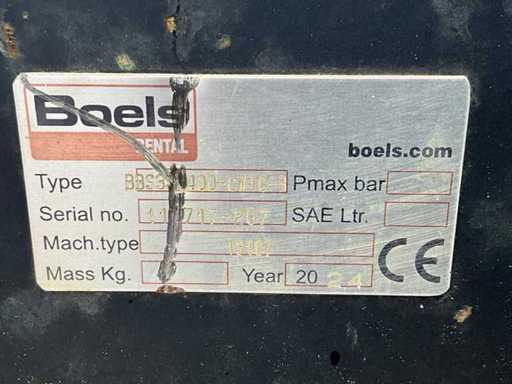 Boels
RENTAL
boels.com
Type Pmax bar
Serial no. SAE Ltr.
Mach.type
Mass Kg. Year 20 24
CE